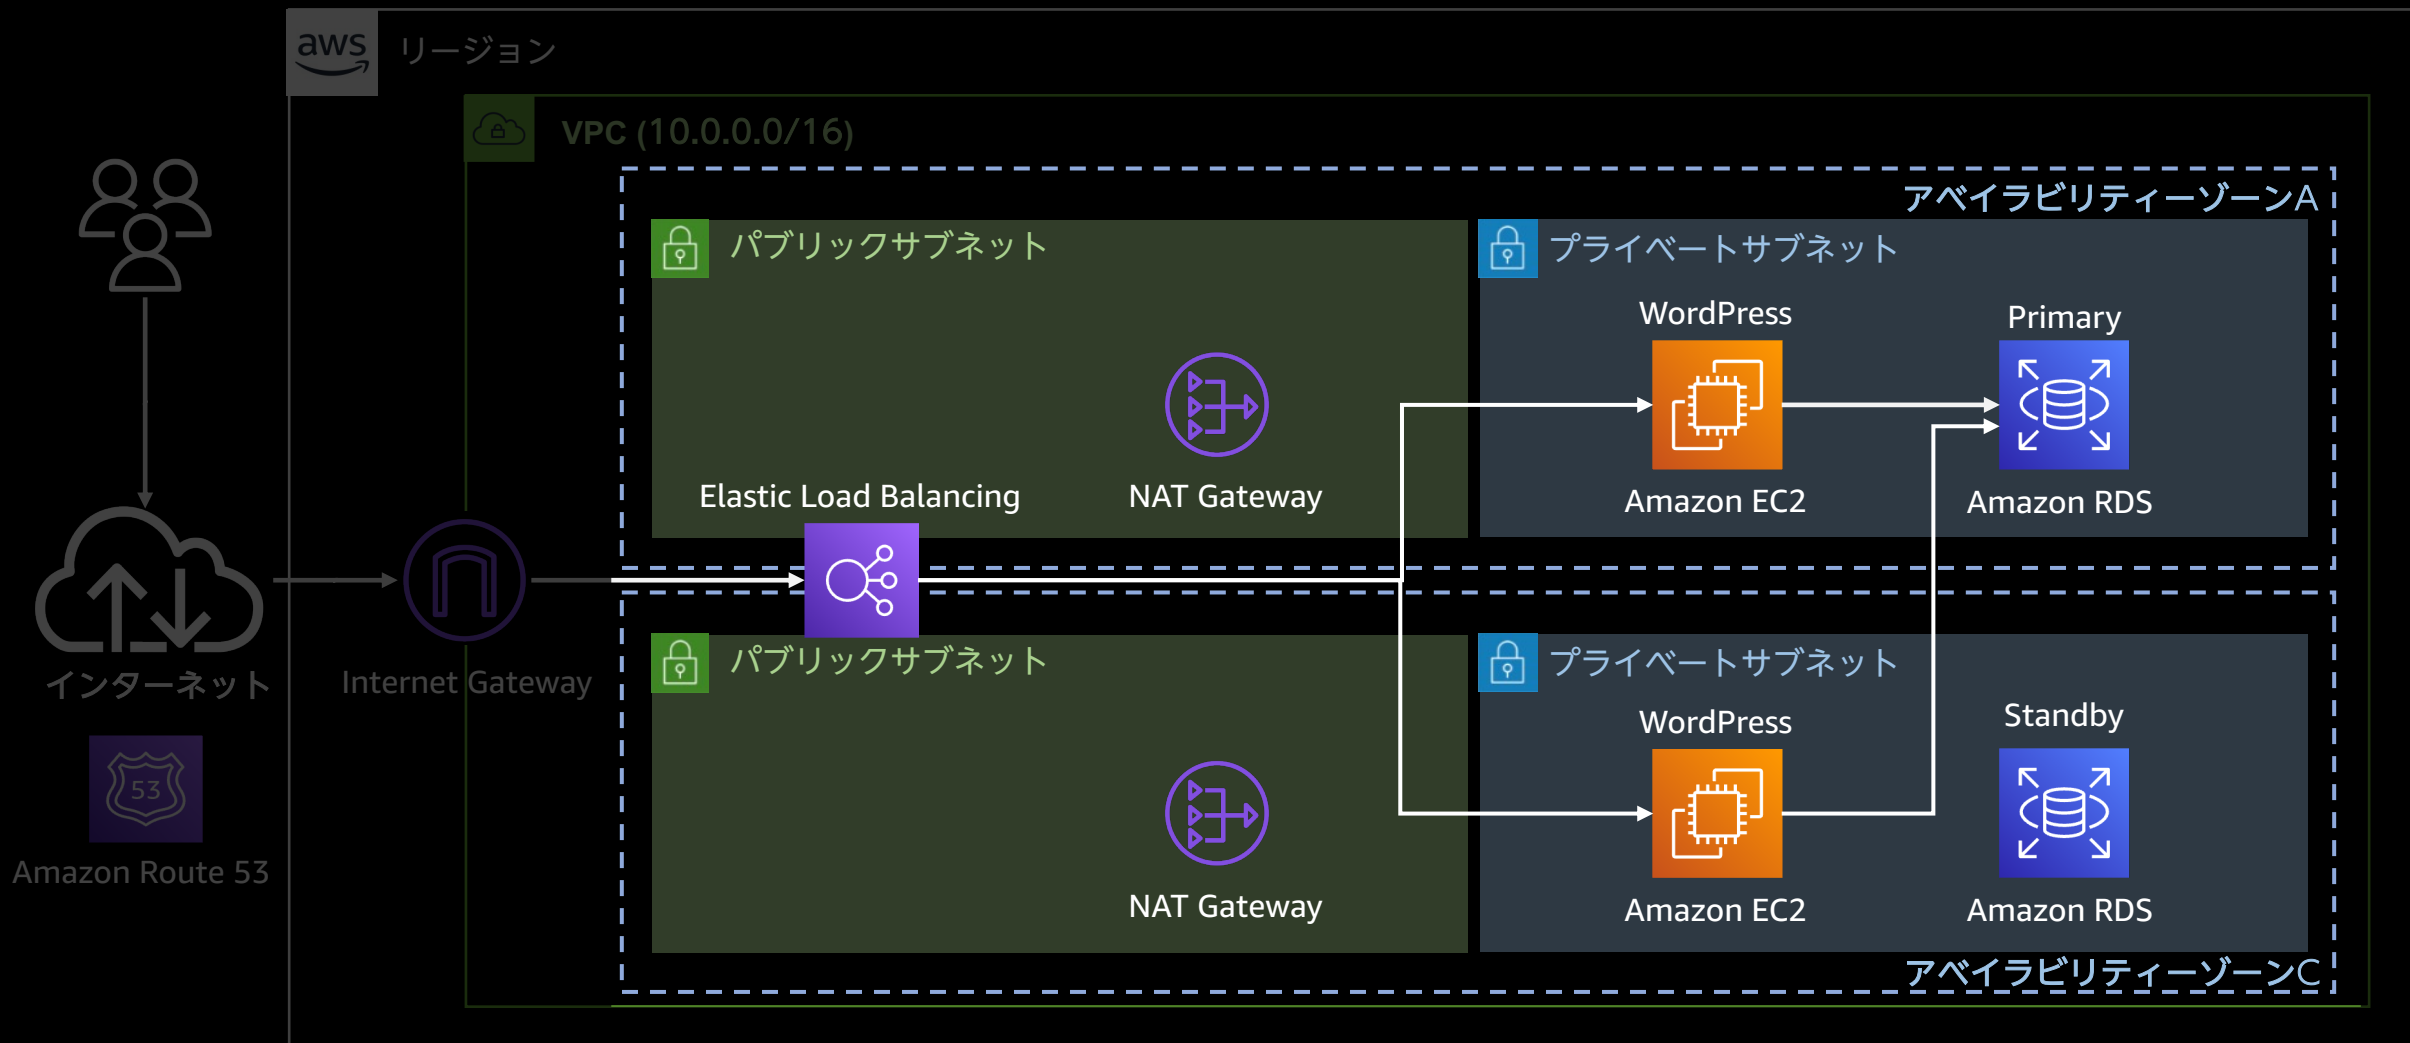 aws
リージョン
VPC (10.0.0.0/16)
アベイラビリティーゾーンA
パブリックサブネット
プライベートサブネット
WordPress
Primary
Elastic Load Balancing
NAT Gateway
Amazon EC2
Amazon RDS
インターネット
Internet Gateway
パブリックサブネット
プライベートサブネット
WordPress
Standby
53
Amazon Route 53
NAT Gateway
Amazon EC2
Amazon RDS
アベイラビリティーゾーンC